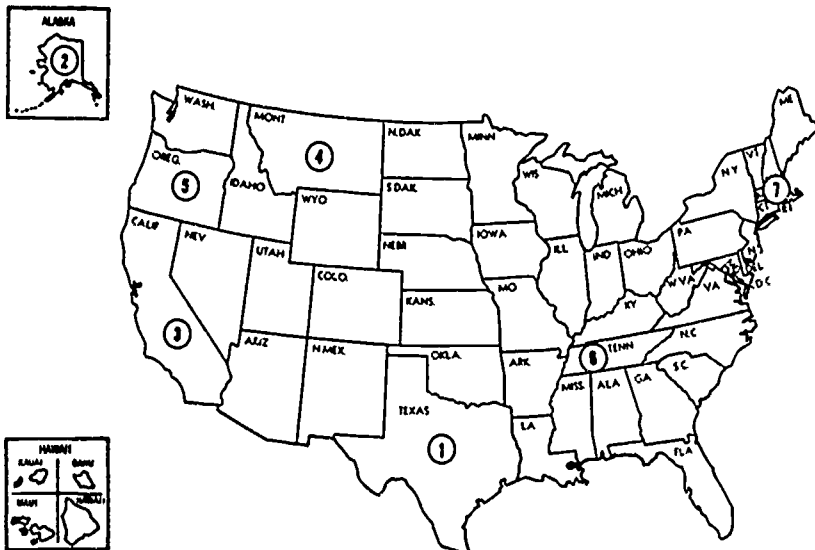 ALASKA
2
WASH.
MONT
N.DAK
MINN
ME
OREG.
4
VT
5
IDAHO
S.DAK
WIS
MICH
NY
7
WYO
CALIF
NEV
IOWA
PA
UTAH
NEBR
ILL
IND
OHIO
NJ
COLO.
W VA
VA
DC
KANS.
MO
KY
3
ARIZ
N MEX
OKLA.
ARK
6
TENN
N.C
S.C
TEXAS
MISS.
ALA
GA
1
LA
FLA
HAWAII
KAUAI
OAHU
MAUI